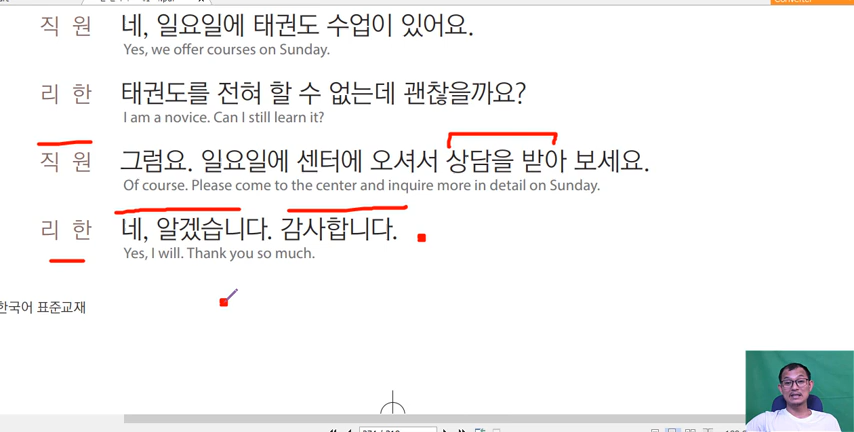 Converter
직 원 네, 일요일에 태권도 수업이 있어요.
Yes, we offer courses on Sunday.
리 한 태권도를 전혀 할 수 없는데 괜찮을까요?
I am a novice. Can I still learn it?
직 원 그럼요. 일요일에 센터에 오셔서 상담을 받아 보세요.
Of course. Please come to the center and inquire more in detail on Sunday.
리 한 네, 알겠습니다. 감사합니다.
Yes, I will. Thank you so much.
한국어 표준교재